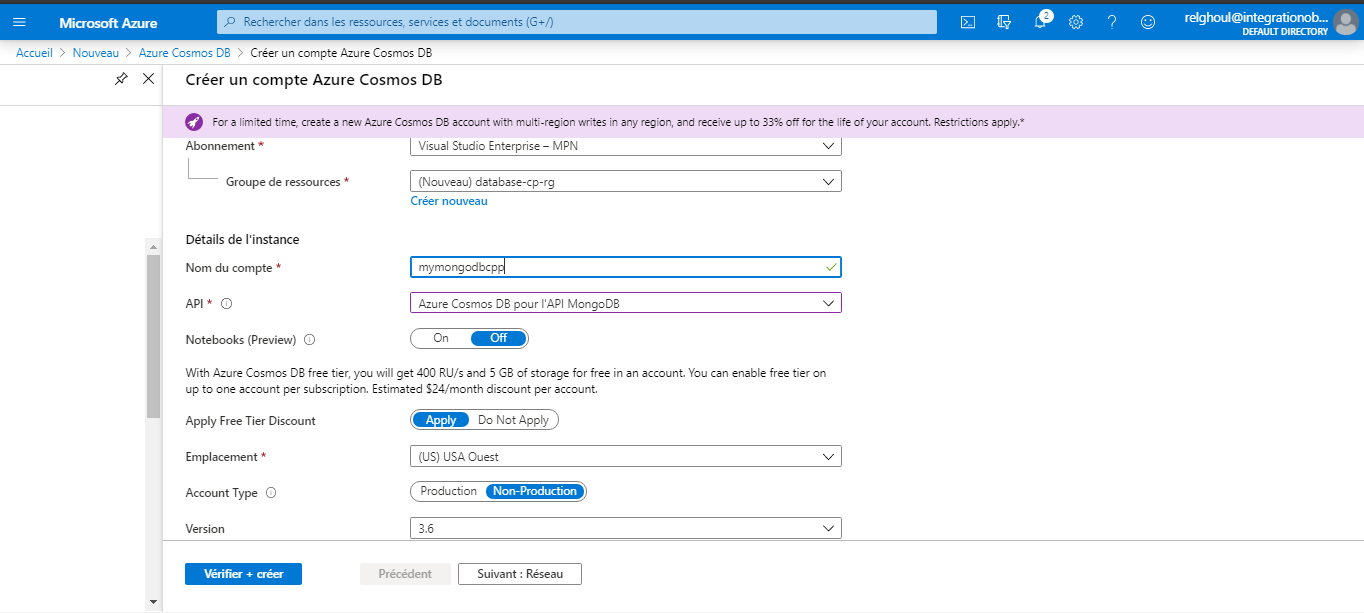 Microsoft Azure
Rechercher dans les ressources, services et documents (G+/)
2
relghoul@integrationob...
DEFAULT DIRECTORY
Accueil > Nouveau > Azure Cosmos DB > Créer un compte Azure Cosmos DB
Créer un compte Azure Cosmos DB
For a limited time, create a new Azure Cosmos DB account with multi-region writes in any region, and receive up to 33% off for the life of your account. Restrictions apply.*
Abonnement * Visual Studio Enterprise – MPN
Groupe de ressources * (Nouveau) database-cp-rg
Créer nouveau
Détails de l'instance
Nom du compte * mymongodbcpp
API * Azure Cosmos DB pour l'API MongoDB
Notebooks (Preview) On Off
With Azure Cosmos DB free tier, you will get 400 RU/s and 5 GB of storage for free in an account. You can enable free tier on
up to one account per subscription. Estimated $24/month discount per account.
Apply Free Tier Discount Apply Do Not Apply
Emplacement * (US) USA Ouest
Account Type Production Non-Production
Version 3.6
Vérifier + créer Précédent Suivant : Réseau